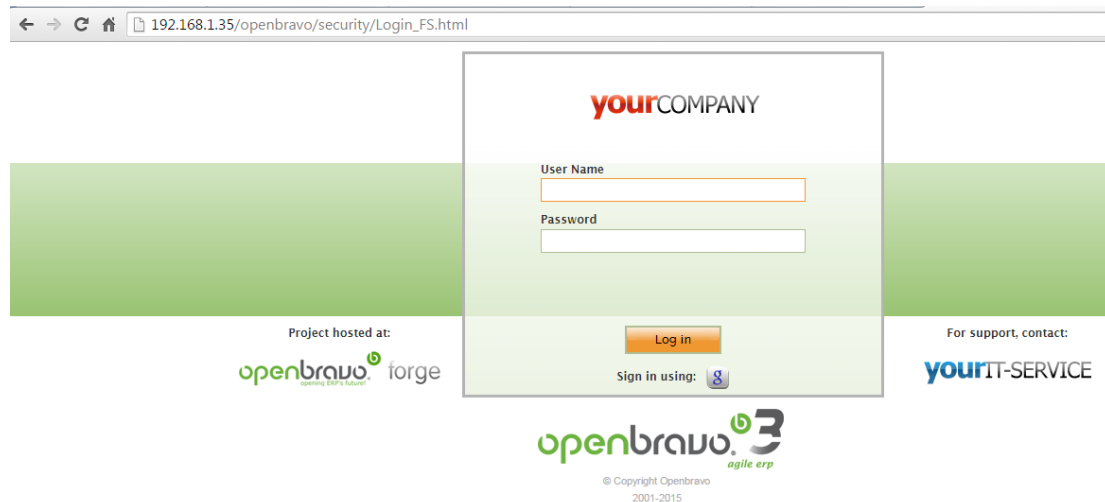 192.168.1.35/openbravo/security/Login_FS.html
yourCOMPANY
User Name
Password
Log in
Sign in using: g
Project hosted at:
openbravo forge
opening ERP's future!
For support, contact:
yourIT-SERVICE
openbravo 3
agile erp
© Copyright Openbravo
2001-2015